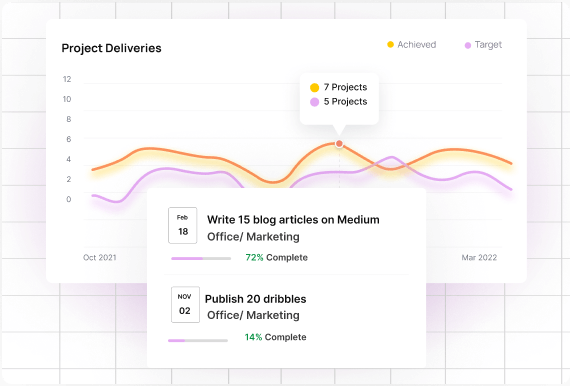 Project Deliveries
Achieved
Target
12
10
8
6
4
2
0
7 Projects
5 Projects
Oct 2021
Mar 2022
Feb
18
Write 15 blog articles on Medium
Office/ Marketing
72% Complete
NOV
02
Publish 20 dribbles
Office/ Marketing
14% Complete